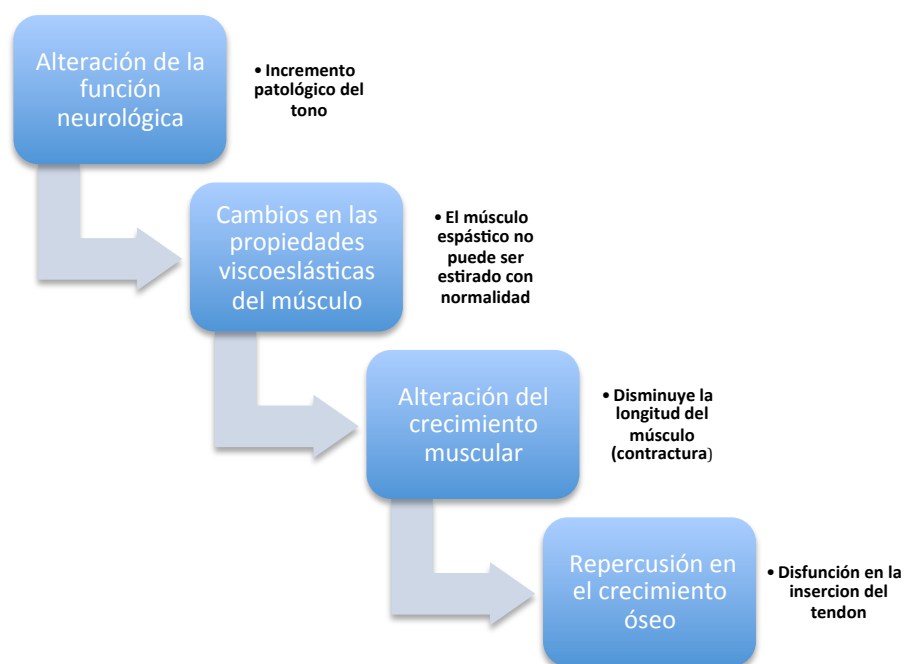 Alteración de la
función
neurológica
• Incremento
patológico del
tono
Cambios en las
propiedades
viscoeslásticas
del músculo
• El músculo
espástico no
puede ser
estirado con
normalidad
Alteración del
crecimiento
muscular
• Disminuye la
longitud del
músculo
(contractura)
Repercusión en
el crecimiento
óseo
• Disfunción en la
insercion del
tendon